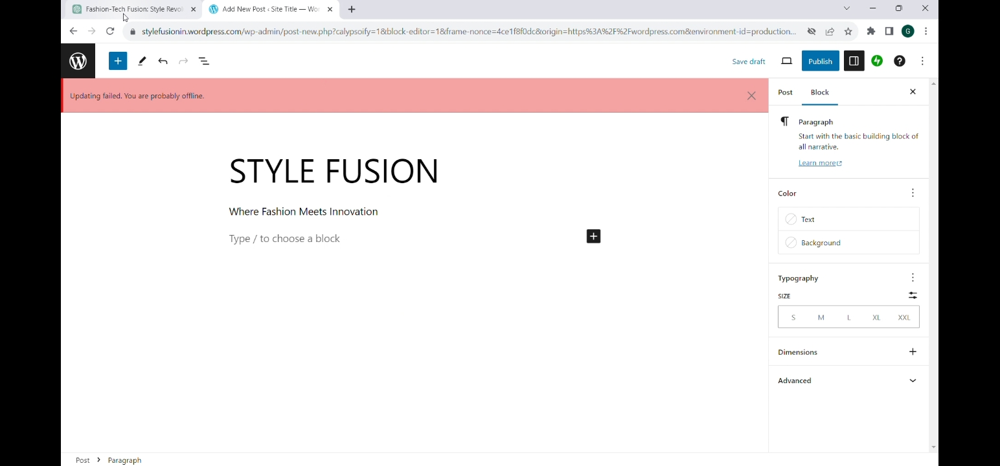 Fashion-Tech Fusion: Style Revol
Add New Post ‹ Site Title — Wor
stylefusionin.wordpress.com/wp-admin/post-new.php?calypsoify=1&block-editor=1&frame-nonce=4ce1f8f0dc&origin=https%3A%2F%2Fwordpress.com&environment-id=production...
G
Save draft
Publish
Updating failed. You are probably offline.
Post
Block
Paragraph
Start with the basic building block of
all narrative.
Learn more
STYLE FUSION
Where Fashion Meets Innovation
Type / to choose a block
Color
Text
Background
Typography
SIZE
S M L XL XXL
Dimensions
Advanced
Post › Paragraph